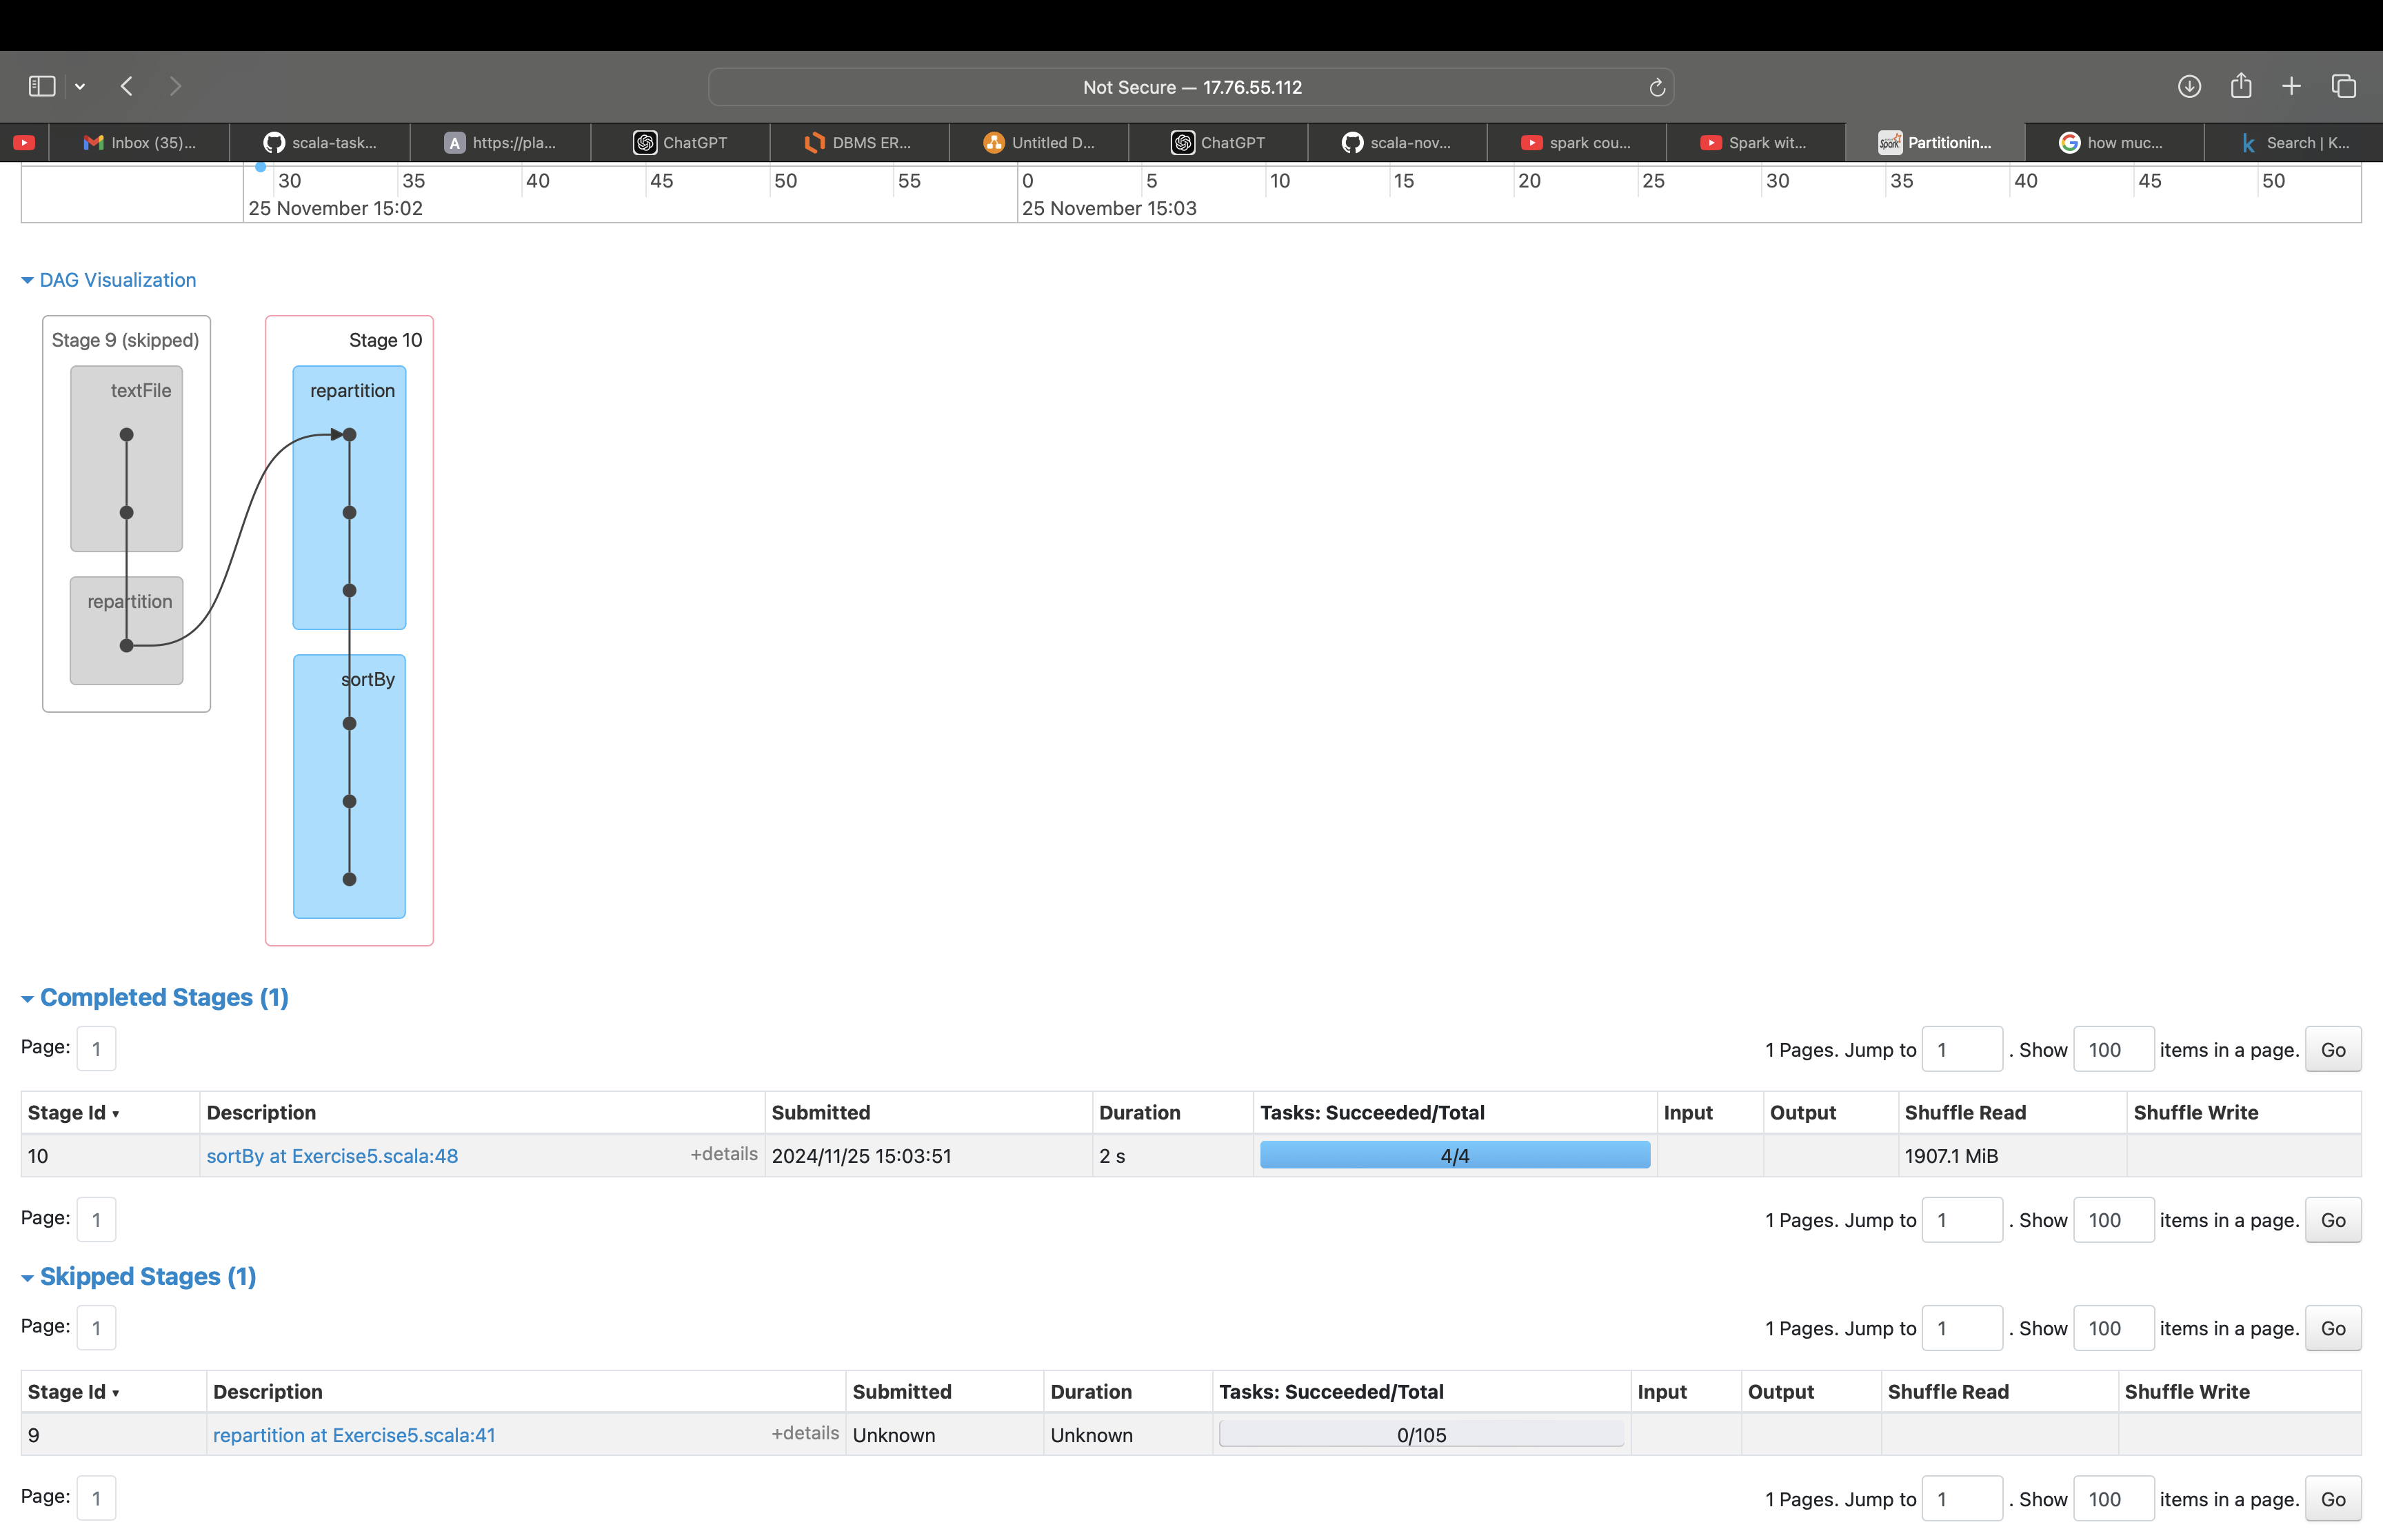 Not Secure — 17.76.55.112
Inbox (35)... scala-task... https://pla... ChatGPT DBMS ER... Untitled D... ChatGPT scala-nov... spark cou... Spark wit... Partitionin... how muc... Search | K...
30 35 40 45 50 55 0 5 10 15 20 25 30 35 40 45 50
25 November 15:02 25 November 15:03
DAG Visualization
Stage 9 (skipped) Stage 10
textFile repartition
repartition
sortBy
Completed Stages (1)
Page: 1 1 Pages. Jump to 1 . Show 100 items in a page. Go
Stage Id ▾ Description Submitted Duration Tasks: Succeeded/Total Input Output Shuffle Read Shuffle Write
10 sortBy at Exercise5.scala:48 +details 2024/11/25 15:03:51 2 s 4/4 1907.1 MiB
Page: 1 1 Pages. Jump to 1 . Show 100 items in a page. Go
Skipped Stages (1)
Page: 1 1 Pages. Jump to 1 . Show 100 items in a page. Go
Stage Id ▾ Description Submitted Duration Tasks: Succeeded/Total Input Output Shuffle Read Shuffle Write
9 repartition at Exercise5.scala:41 +details Unknown Unknown 0/105
Page: 1 1 Pages. Jump to 1 . Show 100 items in a page. Go